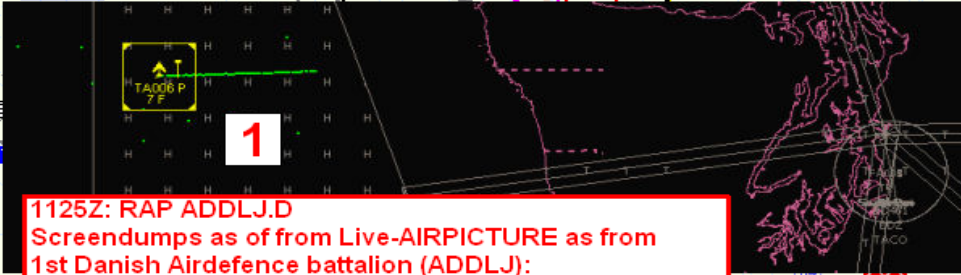 TA006 P
7 F
1
1125Z: RAP ADDLJ.D
Screendumps as of from Live-AIRPICTURE as from
1st Danish Airdefence battalion (ADDLJ):
H H H H H H
T T T
TACO